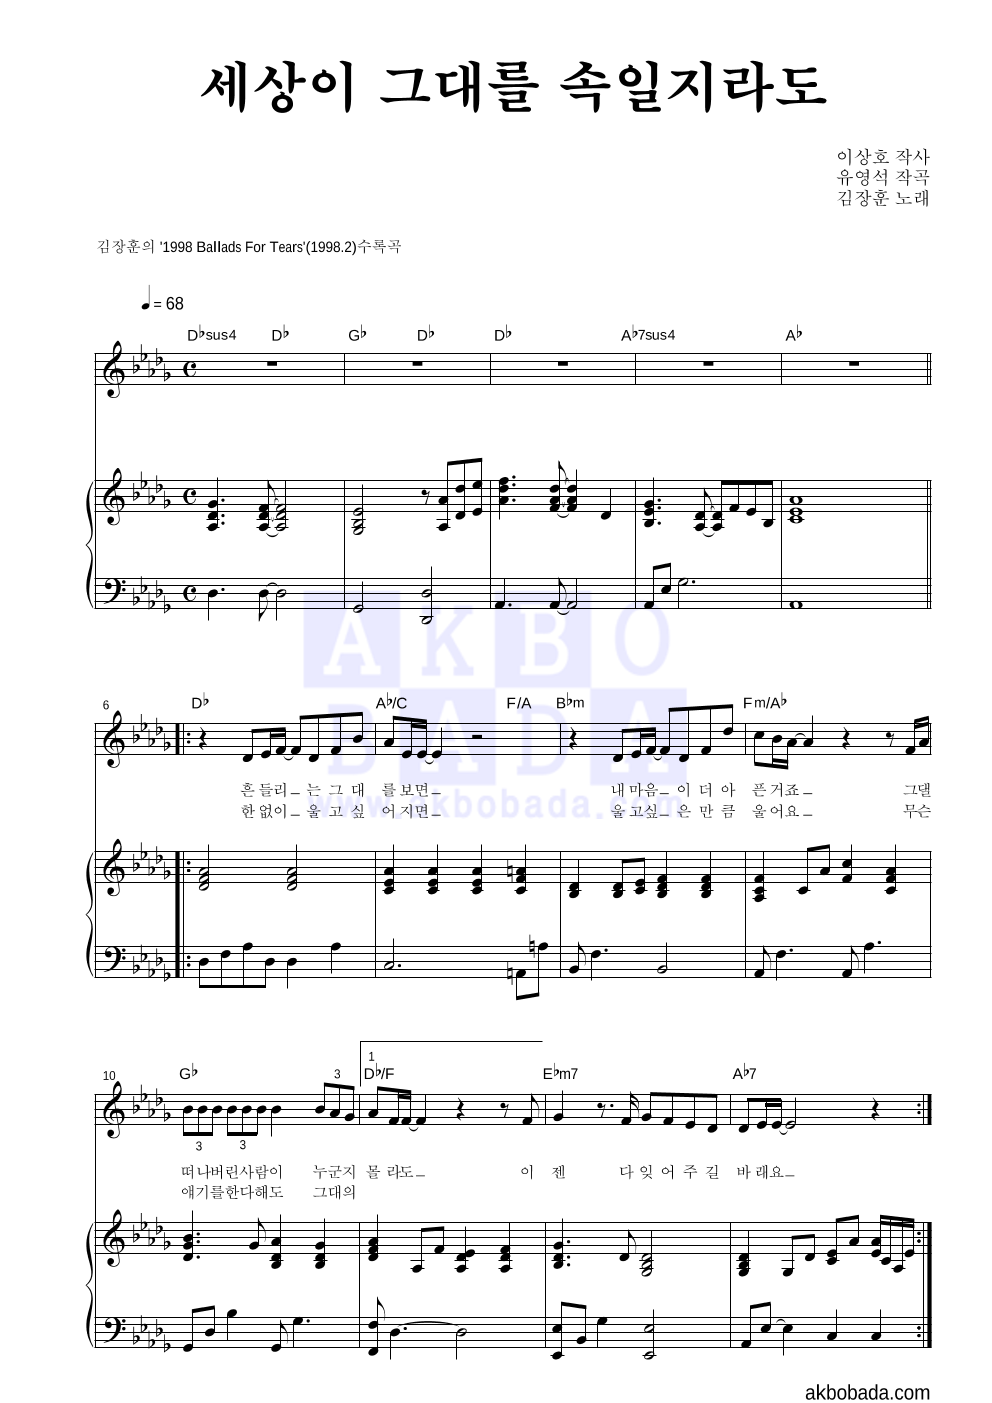 세상이 그대를 속일지라도
이상호 작사
유영석 작곡
김장훈 노래
김장훈의 '1998 Ballads For Tears'(1998.2)수록곡
= 68
D♭sus4 D♭ G♭ D♭ D♭ A♭7sus4 A♭
AKBO
BADA
www.akbobada.com
6
D♭ A♭/C F/A B♭m Fm/A♭
흔들리_ 는 그 대 를 보면_ 내 마음_ 이 더 아 픈 거죠_ 그댈
한없이_ 울 고 싶 어 지면_ 울 고싶_ 은 만 큼 울 어요_ 무슨
10
G♭ 3 1 D♭/F E♭m7 A♭7
3 3
떠나버린사람이 누군지 몰 라도_ 이 젠 다 잊 어 주 길 바 래요_
얘기를한다해도 그대의
akbobada.com